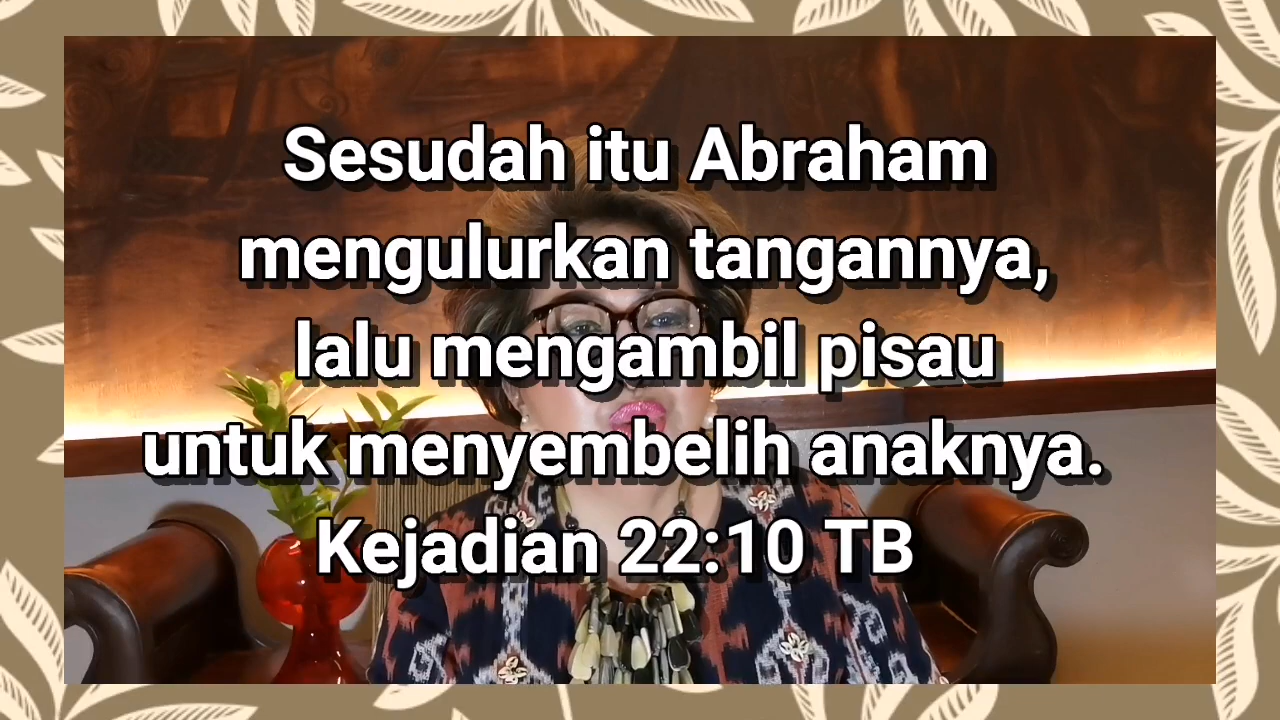 Sesudah itu Abraham
mengulurkan tangannya,
lalu mengambil pisau
untuk menyembelih anaknya.
Kejadian 22:10 TB